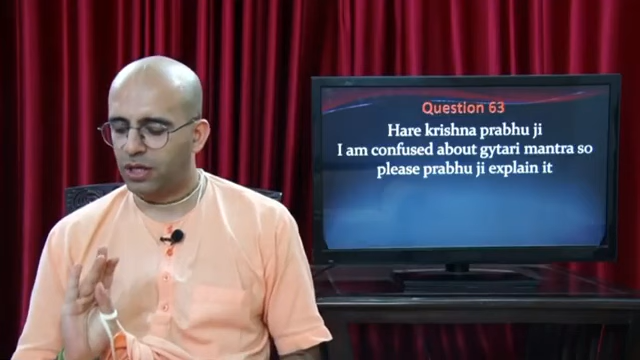 Question 63
Hare krishna prabhu ji
I am confused about gytari mantra so
please prabhu ji explain it